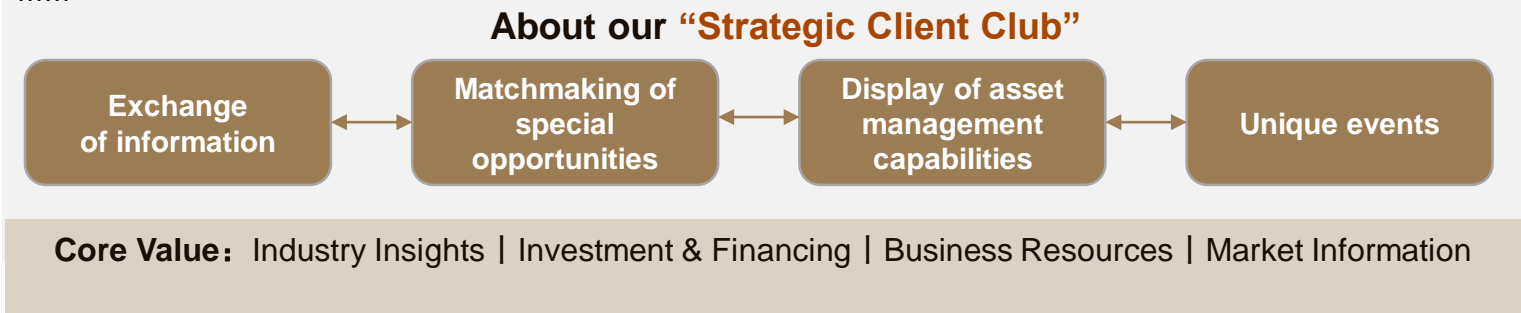 About our “Strategic Client Club”
Exchange
of information
Matchmaking of
special
opportunities
Display of asset
management
capabilities
Unique events
Core Value：Industry Insights｜Investment & Financing｜Business Resources｜Market Information